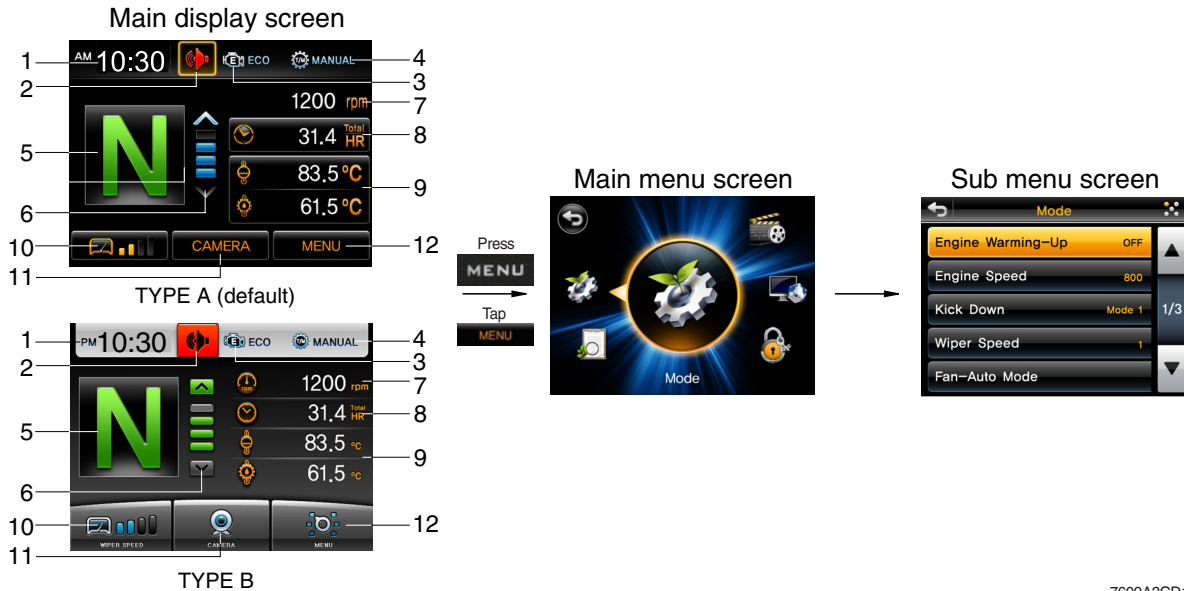 Main display screen
1
AM 10:30
ECO
T/M MANUAL
4
2
3
1200 rpm
7
N
31.4 Total HR
8
5
83.5 °C
9
6
61.5 °C
10
CAMERA
MENU
12
11
TYPE A (default)
1
PM 10:30
ECO
T/M MANUAL
4
2
3
rpm
1200 rpm
7
N
31.4 Total HR
8
5
83.5 °C
9
61.5 °C
6
10
WIPER SPEED
CAMERA
MENU
12
11
TYPE B
Press
MENU
Tap
MENU
Main menu screen
Mode
Sub menu screen
Mode
Engine Warming-Up OFF
Engine Speed 800
Kick Down Mode 1
1/3
Wiper Speed 1
Fan-Auto Mode